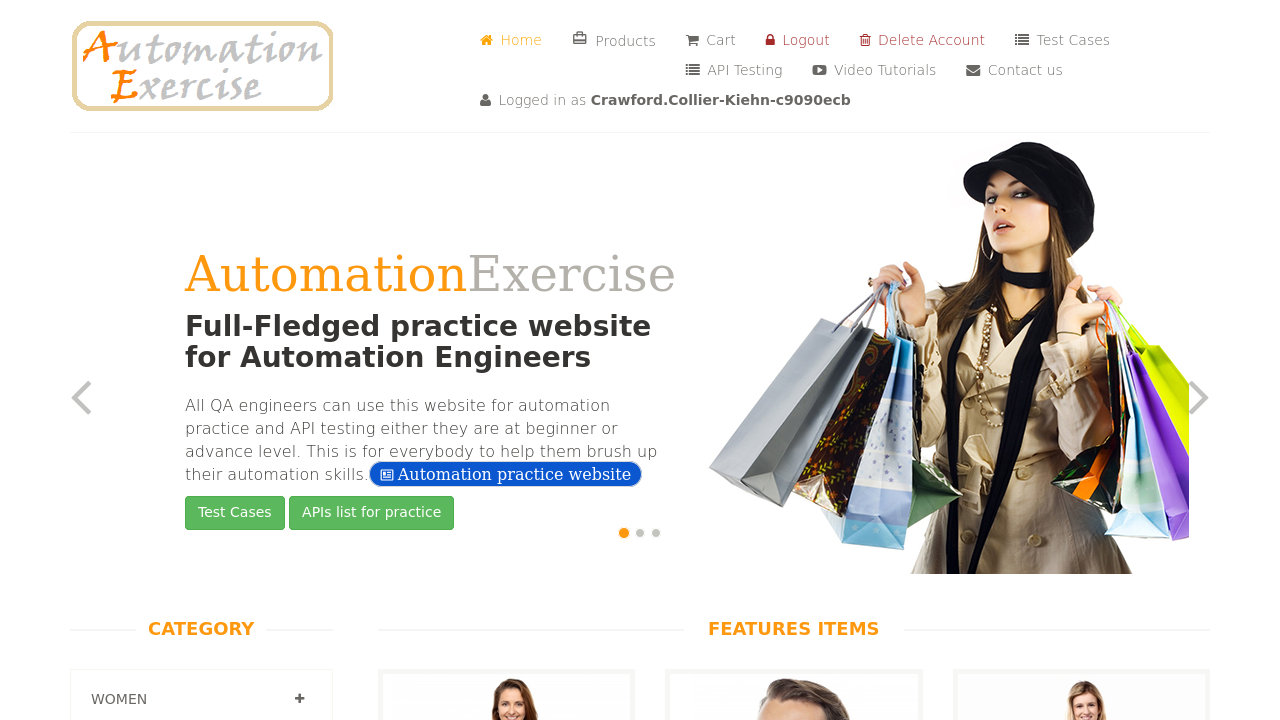 Automation
Exercise
Home Products Cart Logout Delete Account Test Cases
API Testing Video Tutorials Contact us
Logged in as Crawford.Collier-Kiehn-c9090ecb
AutomationExercise
Full-Fledged practice website
for Automation Engineers
All QA engineers can use this website for automation
practice and API testing either they are at beginner or
advance level. This is for everybody to help them brush up
their automation skills. Automation practice website
Test Cases APIs list for practice
CATEGORY
FEATURES ITEMS
WOMEN